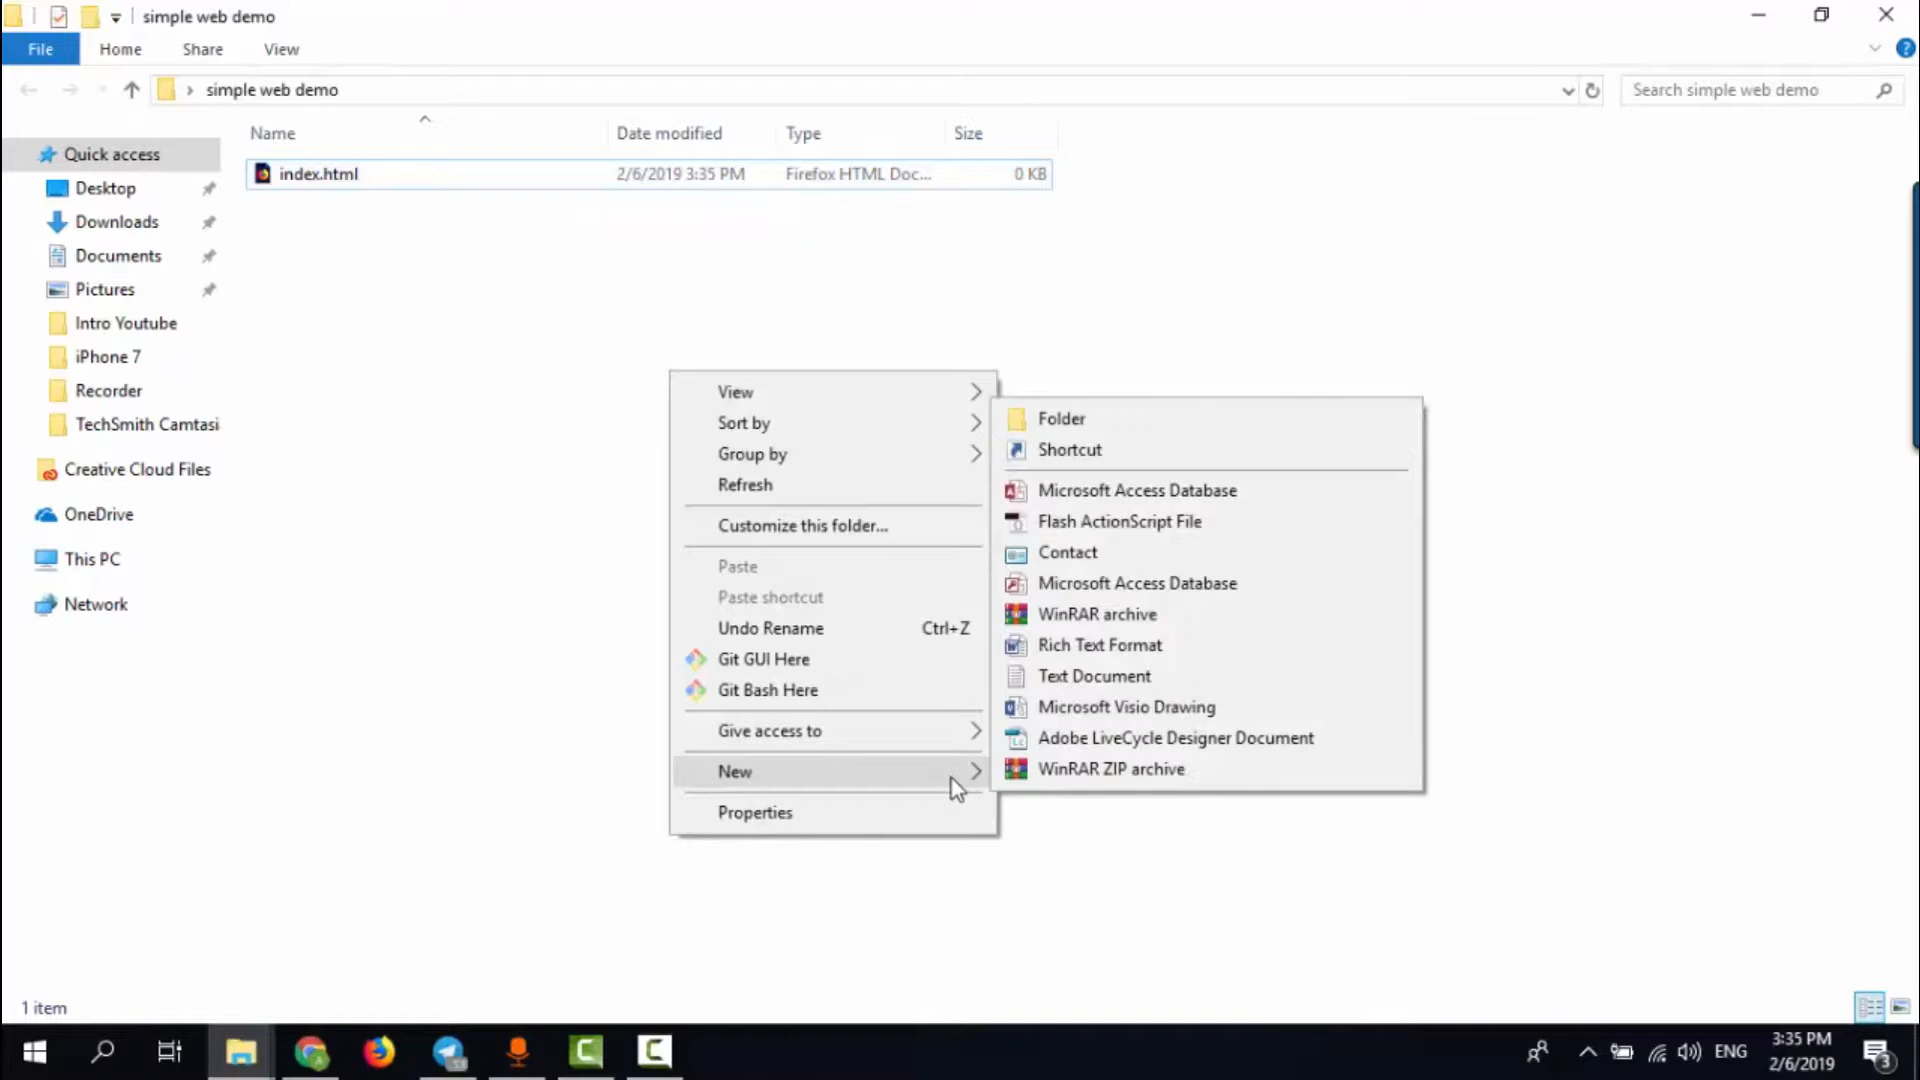 simple web demo
File Home Share View
simple web demo
Search simple web demo
Name Date modified Type Size
index.html 2/6/2019 3:35 PM Firefox HTML Doc... 0 KB
Quick access
Desktop
Downloads
Documents
Pictures
Intro Youtube
iPhone 7
Recorder
TechSmith Camtasi
Creative Cloud Files
OneDrive
This PC
Network
View
Sort by
Group by
Refresh
Customize this folder...
Paste
Paste shortcut
Undo Rename Ctrl+Z
Git GUI Here
Git Bash Here
Give access to
New
Properties
Folder
Shortcut
Microsoft Access Database
Flash ActionScript File
Contact
Microsoft Access Database
WinRAR archive
Rich Text Format
Text Document
Microsoft Visio Drawing
Adobe LiveCycle Designer Document
WinRAR ZIP archive
1 item
ENG
3:35 PM
2/6/2019
3